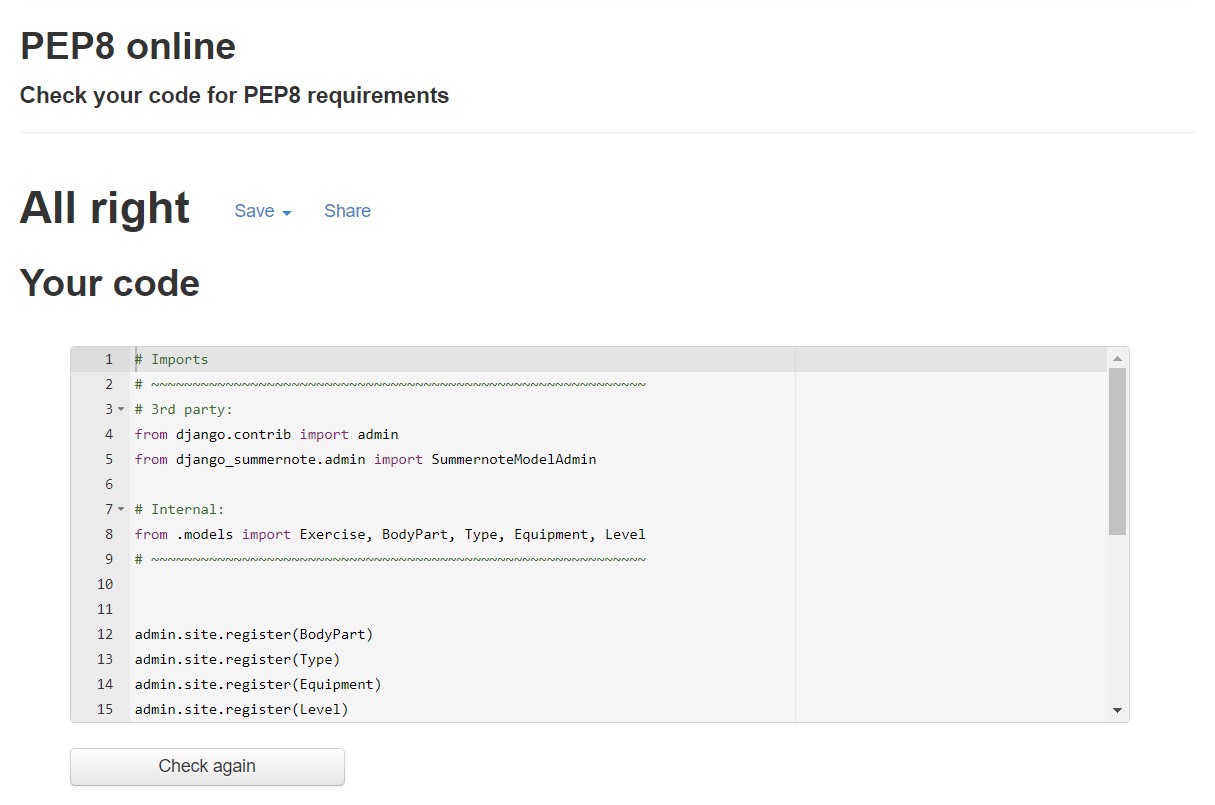 PEP8 online
Check your code for PEP8 requirements
All right Save Share
Your code
1 # Imports
2 # ~~~~~~~~~~~~~~~~~~~~~~~~~~~~~~~~~~~~~~~~~~~~~~~~~~~~~~~~~~~~
3 # 3rd party:
4 from django.contrib import admin
5 from django_summernote.admin import SummernoteModelAdmin
6
7 # Internal:
8 from .models import Exercise, BodyPart, Type, Equipment, Level
9 # ~~~~~~~~~~~~~~~~~~~~~~~~~~~~~~~~~~~~~~~~~~~~~~~~~~~~~~~~~~~~
10
11
12 admin.site.register(BodyPart)
13 admin.site.register(Type)
14 admin.site.register(Equipment)
15 admin.site.register(Level)
Check again